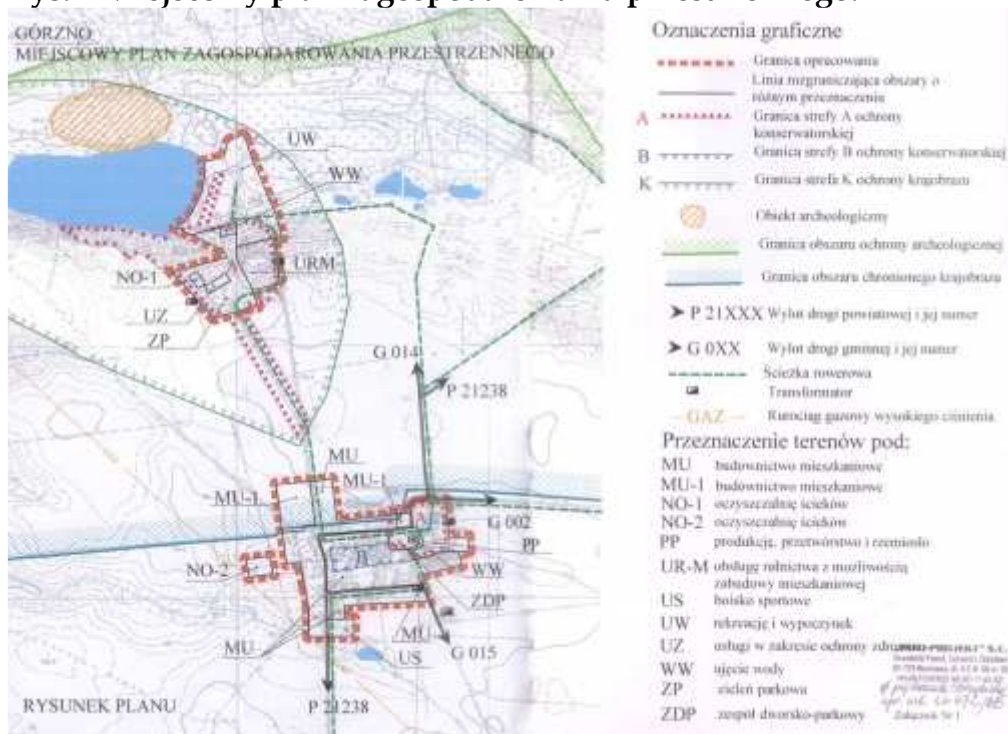 GÓRZNO
MIEJSCOWY PLAN ZAGOSPODAROWANIA PRZESTRZENNEGO
UW
WW
NO-1
URM
UZ
ZP
G 014
P 21238
MU
MU-1
MU-1
G 002
PP
B
NO-2
WW
ZDP
MU
MU
US
G 015
P 21238
RYSUNEK PLANU
Oznaczenia graficzne
Granica opracowania
Linia rozgraniczająca obszary o
różnym przeznaczeniu
A Granica strefy A ochrony
konserwatorskiej
B Granica strefy B ochrony konserwatorskiej
K Granica strefy K ochrony krajobrazu
Obiekt archeologiczny
Granica obszaru ochrony archeologicznej
Granica obszaru chronionego krajobrazu
P 21XXX Wylot drogi powiatowej i jej numer
G 0XX Wylot drogi gminnej i jej numer
Ścieżka rowerowa
Transformator
GAZ Rurociąg gazowy wysokiego ciśnienia
Przeznaczenie terenów pod:
MU budownictwo mieszkaniowe
MU-1 budownictwo mieszkaniowe
NO-1 oczyszczalnię ścieków
NO-2 oczyszczalnię ścieków
PP produkcję, przetwórstwo i rzemiosło
UR-M obsługę rolnictwa z możliwością
zabudowy mieszkaniowej
US boisko sportowe
UW rekreację i wypoczynek
UZ usługi w zakresie ochrony
WW ujęcie wody
ZP zieleń parkowa
ZDP zespół dworsko-parkowy
Załącznik Nr 1